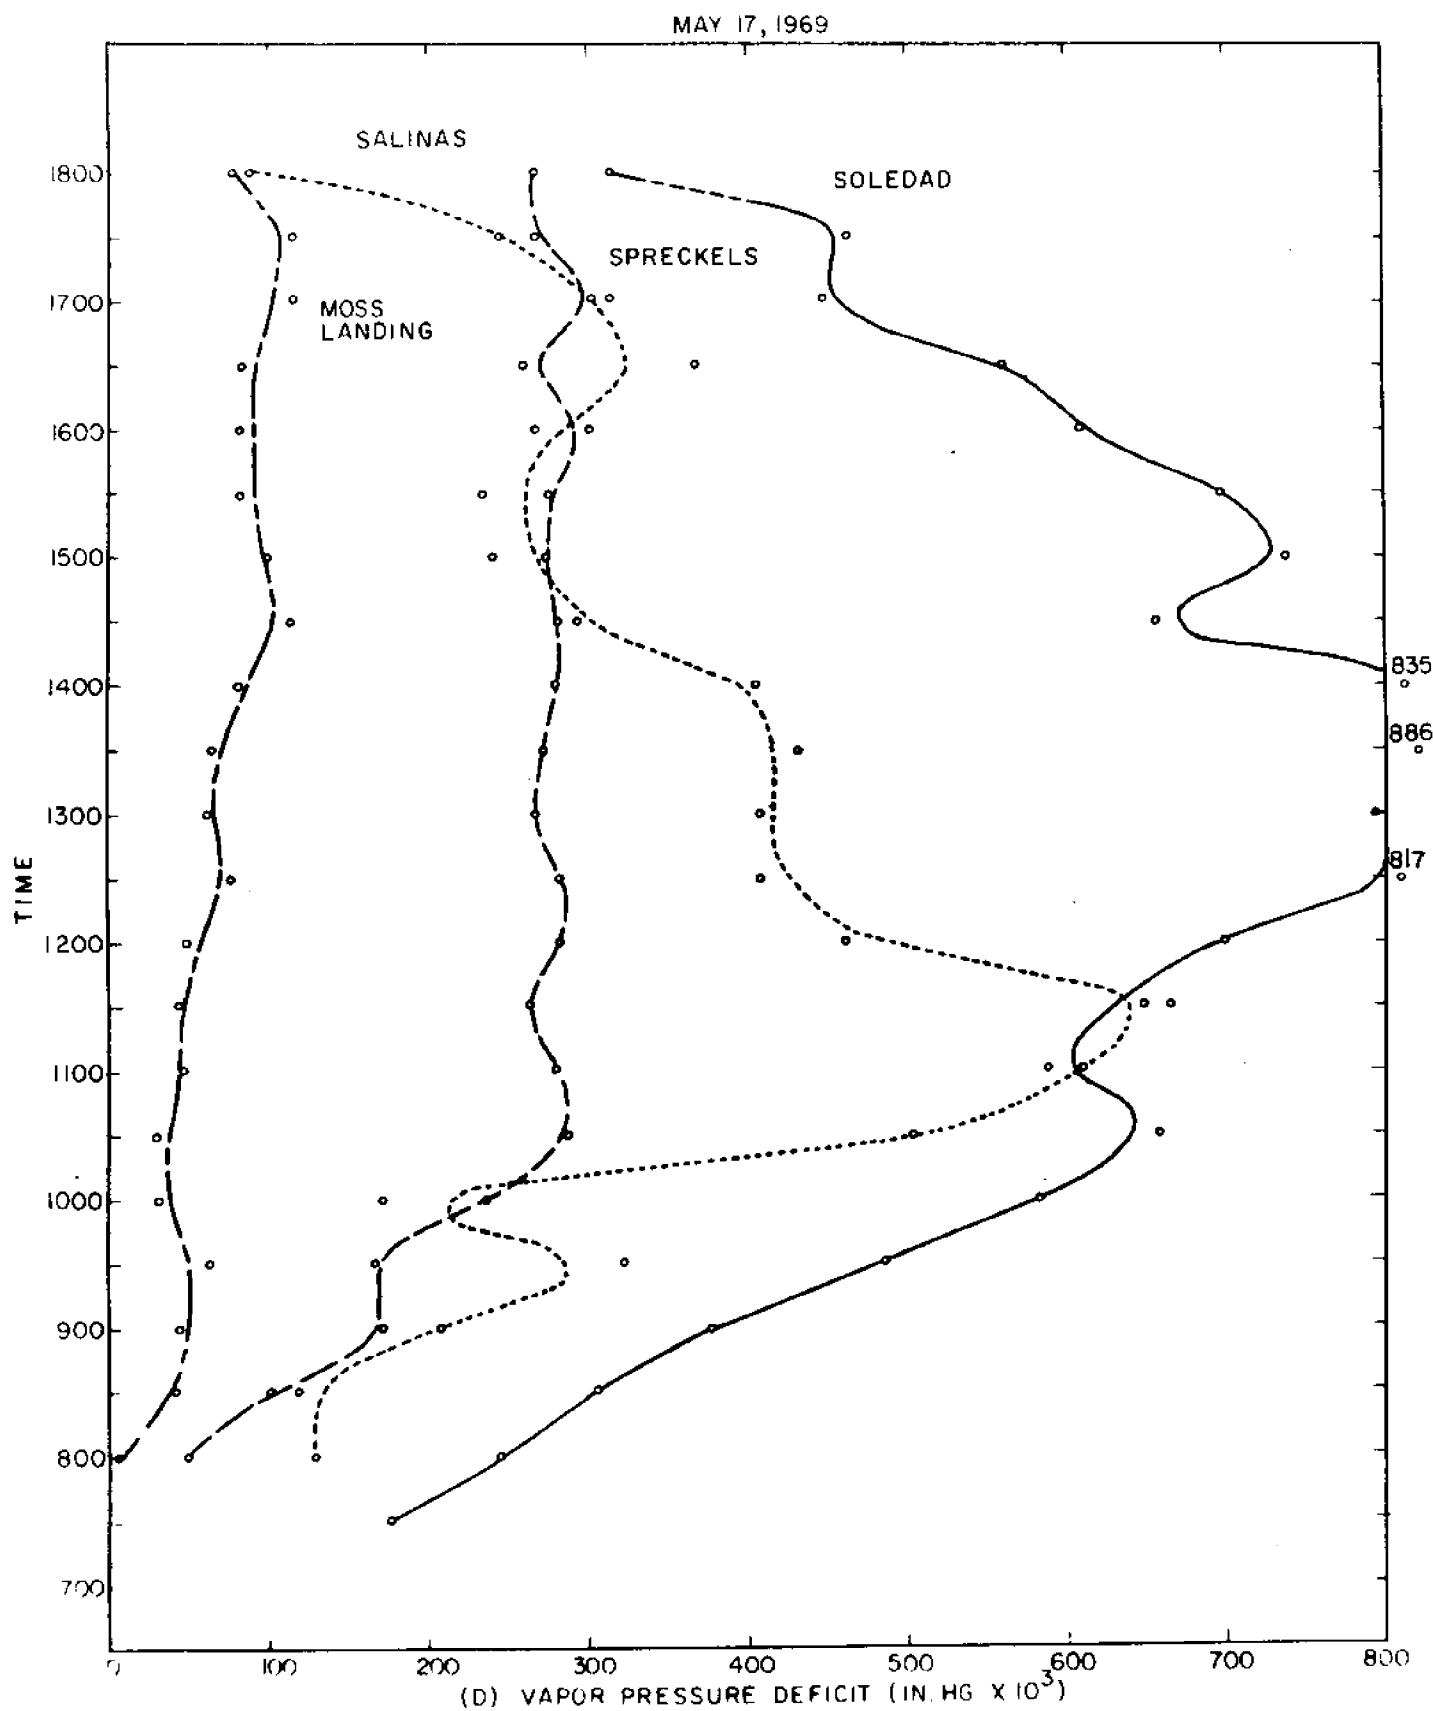 MAY 17, 1969
SALINAS
1800
SOLEDAD
SPRECKELS
1700
MOSS
LANDING
1600
1500
835
1400
886
1300
817
TIME
1200
1100
1000
900
800
700
0 100 200 300 400 500 600 700 800
(D) VAPOR PRESSURE DEFICIT (IN. HG X 10³)